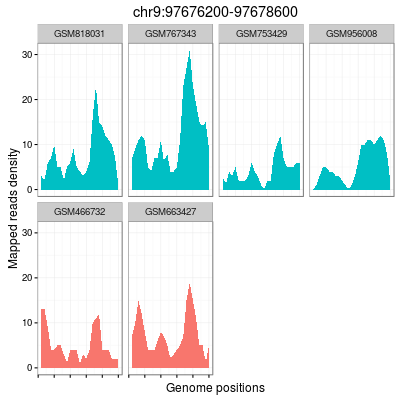 chr9:97676200-97678600
GSM818031 GSM767343 GSM753429 GSM956008
30
20
10
0
GSM466732 GSM663427
30
20
10
0
Mapped reads density
Genome positions